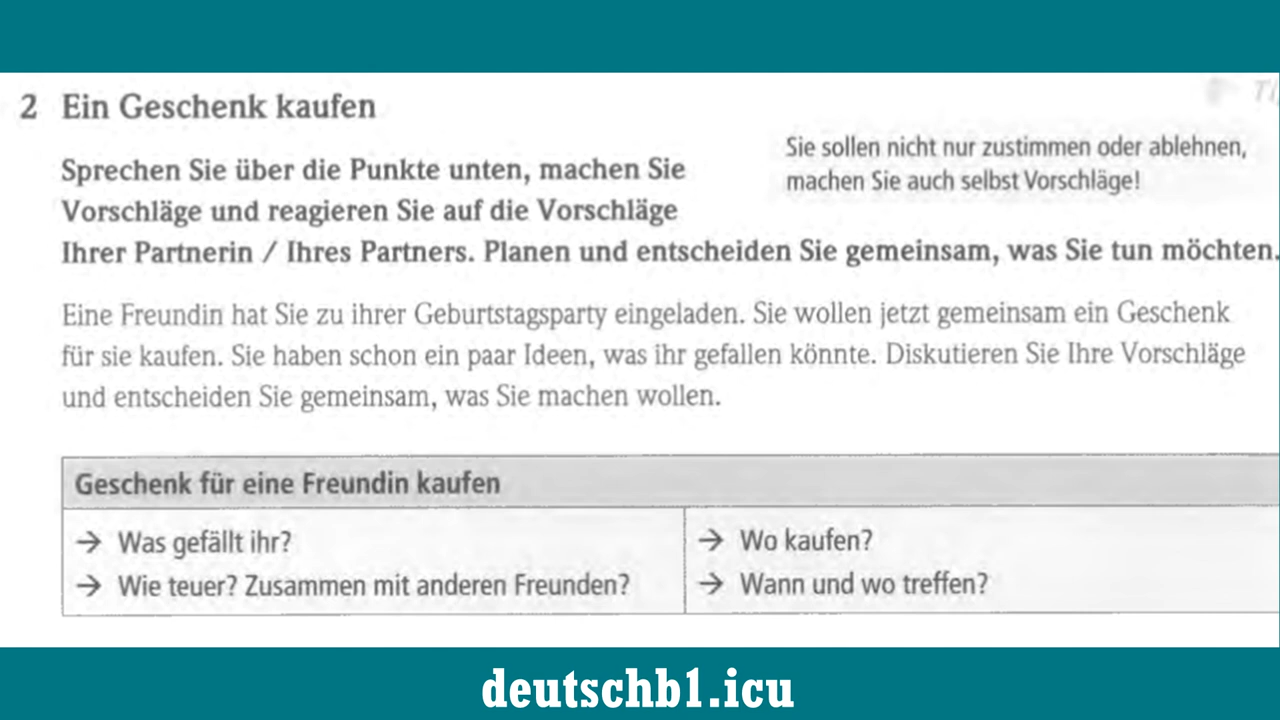 2 Ein Geschenk kaufen
Sie sollen nicht nur zustimmen oder ablehnen,
machen Sie auch selbst Vorschläge!
Sprechen Sie über die Punkte unten, machen Sie
Vorschläge und reagieren Sie auf die Vorschläge
Ihrer Partnerin / Ihres Partners. Planen und entscheiden Sie gemeinsam, was Sie tun möchten.
Eine Freundin hat Sie zu ihrer Geburtstagsparty eingeladen. Sie wollen jetzt gemeinsam ein Geschenk
für sie kaufen. Sie haben schon ein paar Ideen, was ihr gefallen könnte. Diskutieren Sie Ihre Vorschläge
und entscheiden Sie gemeinsam, was Sie machen wollen.
Geschenk für eine Freundin kaufen
→ Was gefällt ihr?
→ Wie teuer? Zusammen mit anderen Freunden?
→ Wo kaufen?
→ Wann und wo treffen?
deutschb1.icu